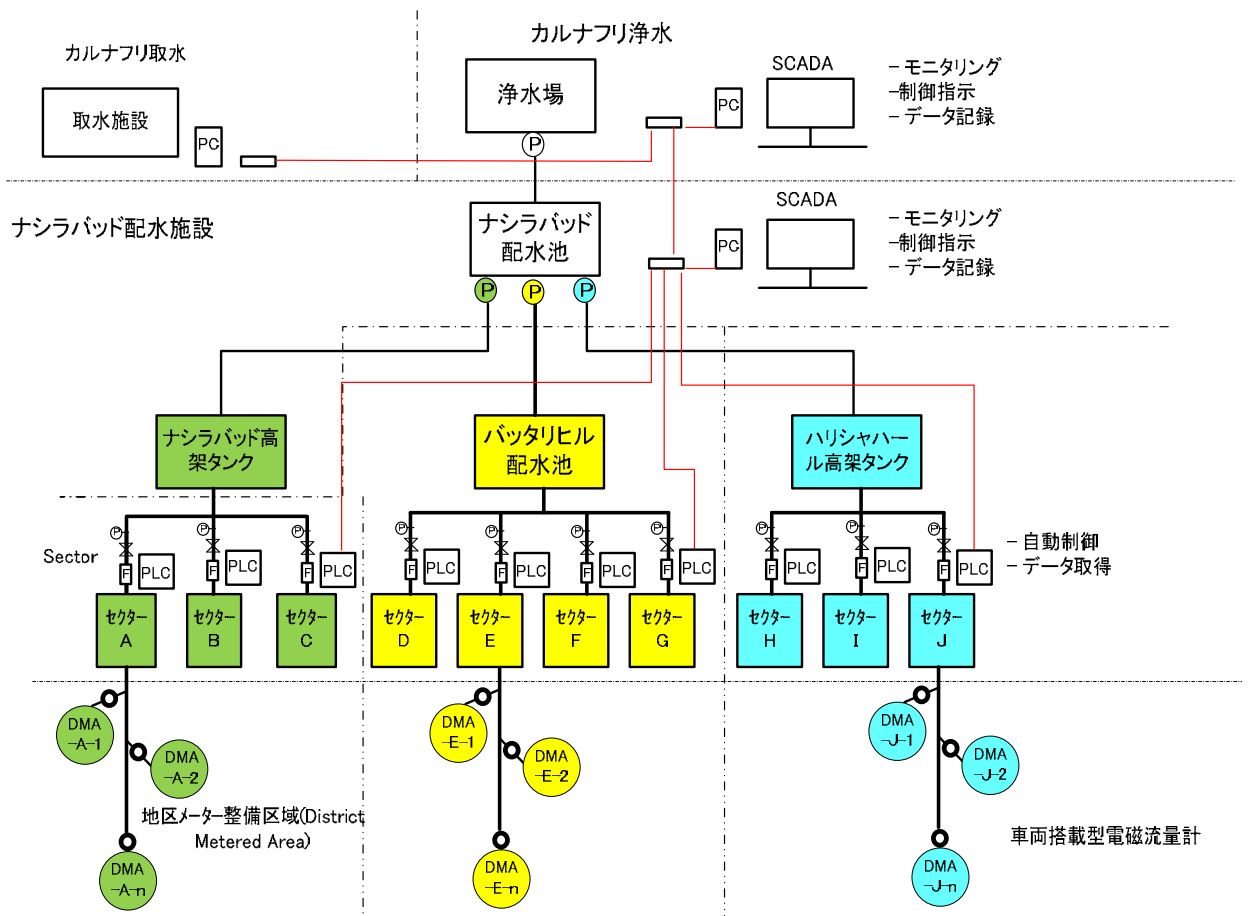 カルナフリ浄水
カルナフリ取水
取水施設
PC
浄水場
P
PC
SCADA
- モニタリング
-制御指示
- データ記録
ナシラバッド配水施設
ナシラバッド
配水池
P
P
P
PC
SCADA
- モニタリング
-制御指示
- データ記録
ナシラバッド高
架タンク
バッタリヒル
配水池
ハリシャハー
ル高架タンク
Sector
P
F
PLC
P
F
PLC
P
F
PLC
P
F
PLC
P
F
PLC
P
F
PLC
P
F
PLC
P
F
PLC
P
F
PLC
P
F
PLC
- 自動制御
- データ取得
セクター
A
セクター
B
セクター
C
セクター
D
セクター
E
セクター
F
セクター
G
セクター
H
セクター
I
セクター
J
DMA
-A-1
DMA
-A-2
DMA
-A-n
DMA
-E-1
DMA
-E-2
DMA
-E-n
DMA
-J-1
DMA
-J-2
DMA
-J-n
地区メーター整備区域(District
Metered Area)
車両搭載型電磁流量計